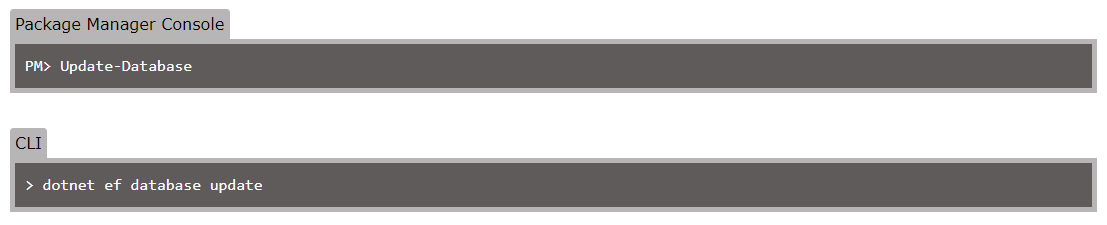 Package Manager Console
PM> Update-Database
CLI
> dotnet ef database update